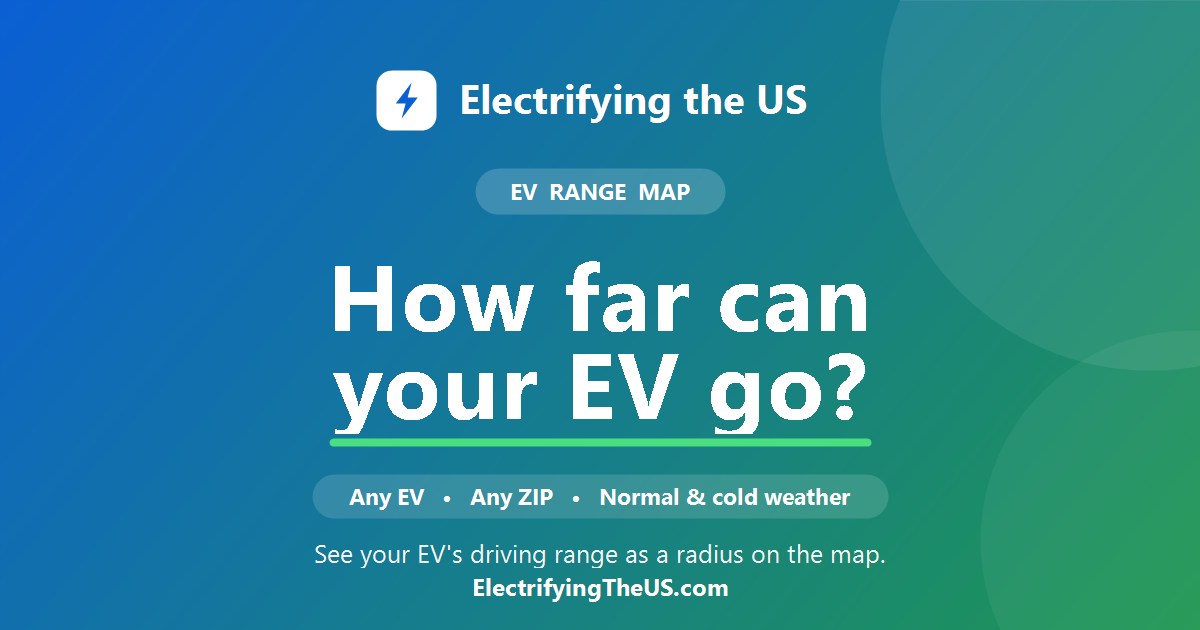 Electrifying the US
EV RANGE MAP
How far can
your EV go?
Any EV • Any ZIP • Normal & cold weather
See your EV's driving range as a radius on the map.
ElectrifyingTheUS.com